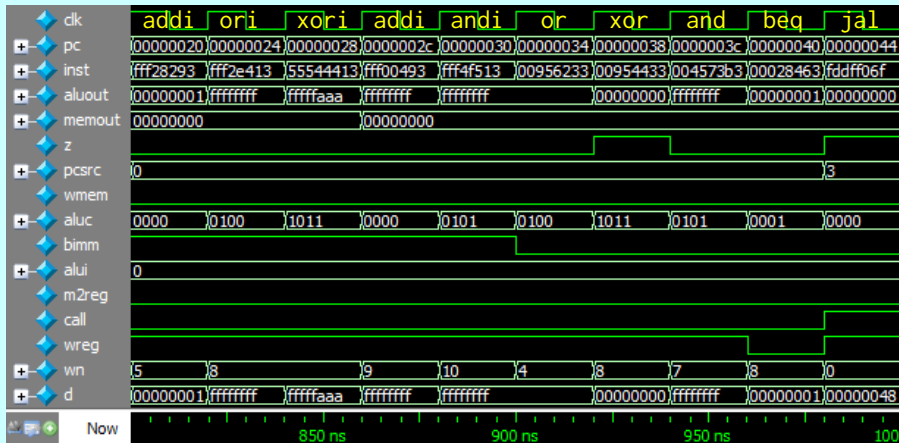 clk addi ori xori addi andi or xor and beq jal
pc 00000020 00000024 00000028 0000002c 00000030 00000034 00000038 0000003c 00000040 00000044
inst fff28293 fff2e413 55544413 fff00493 fff4f513 00956233 00954433 004573b3 00028463 fddff06f
aluout 00000001 ffffffff fffffaaa ffffffff ffffffff 00000000 ffffffff 00000001 00000000
memout 00000000 00000000
z
pcsrc 0 3
wmem
aluc 0000 0100 1011 0000 0101 0100 1011 0101 0001 0000
bimm
alui 0
m2reg
call
wreg
wn 5 8 9 10 4 8 7 8 0
d 00000001 ffffffff fffffaaa ffffffff ffffffff 00000000 ffffffff 00000001 00000048
Now 850 ns 900 ns 950 ns 100